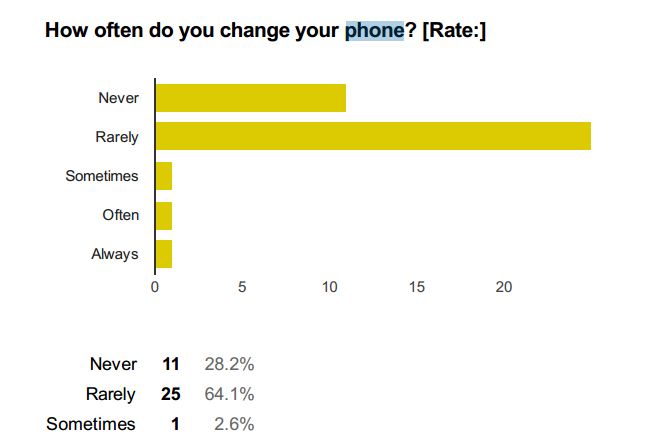 How often do you change your phone? [Rate:]
Never
Rarely
Sometimes
Often
Always
0 5 10 15 20
Never 11 28.2%
Rarely 25 64.1%
Sometimes 1 2.6%